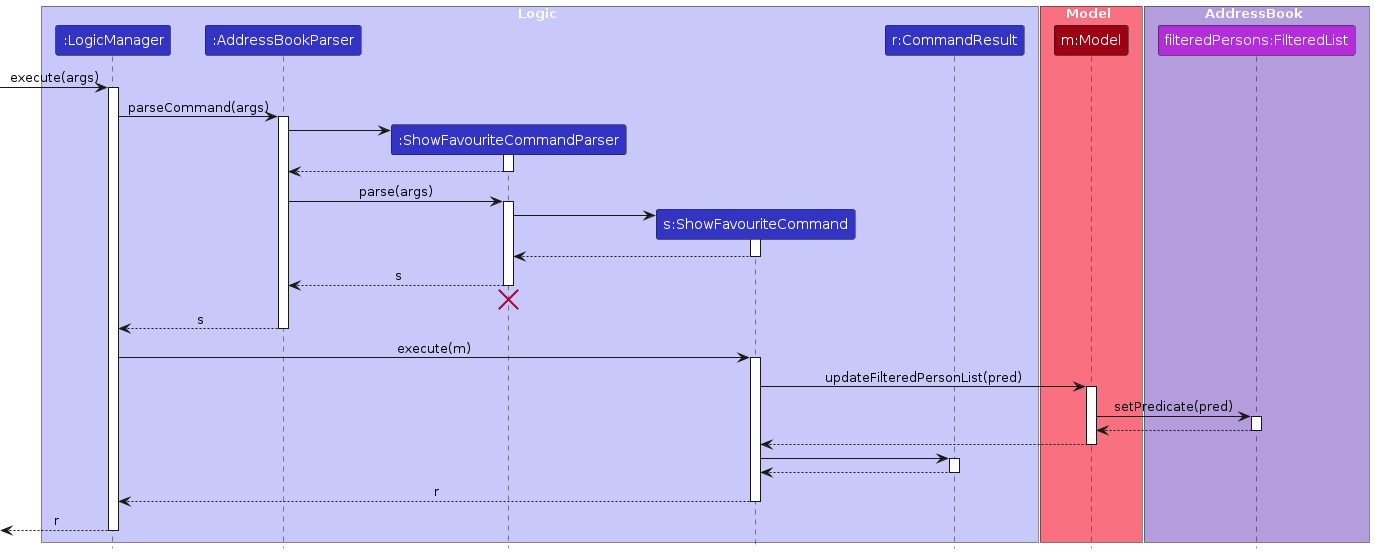 Logic
Model
AddressBook
:LogicManager
:AddressBookParser
r:CommandResult
m:Model
filteredPersons:FilteredList
execute(args)
parseCommand(args)
:ShowFavouriteCommandParser
parse(args)
s:ShowFavouriteCommand
s
s
execute(m)
updateFilteredPersonList(pred)
setPredicate(pred)
r
r